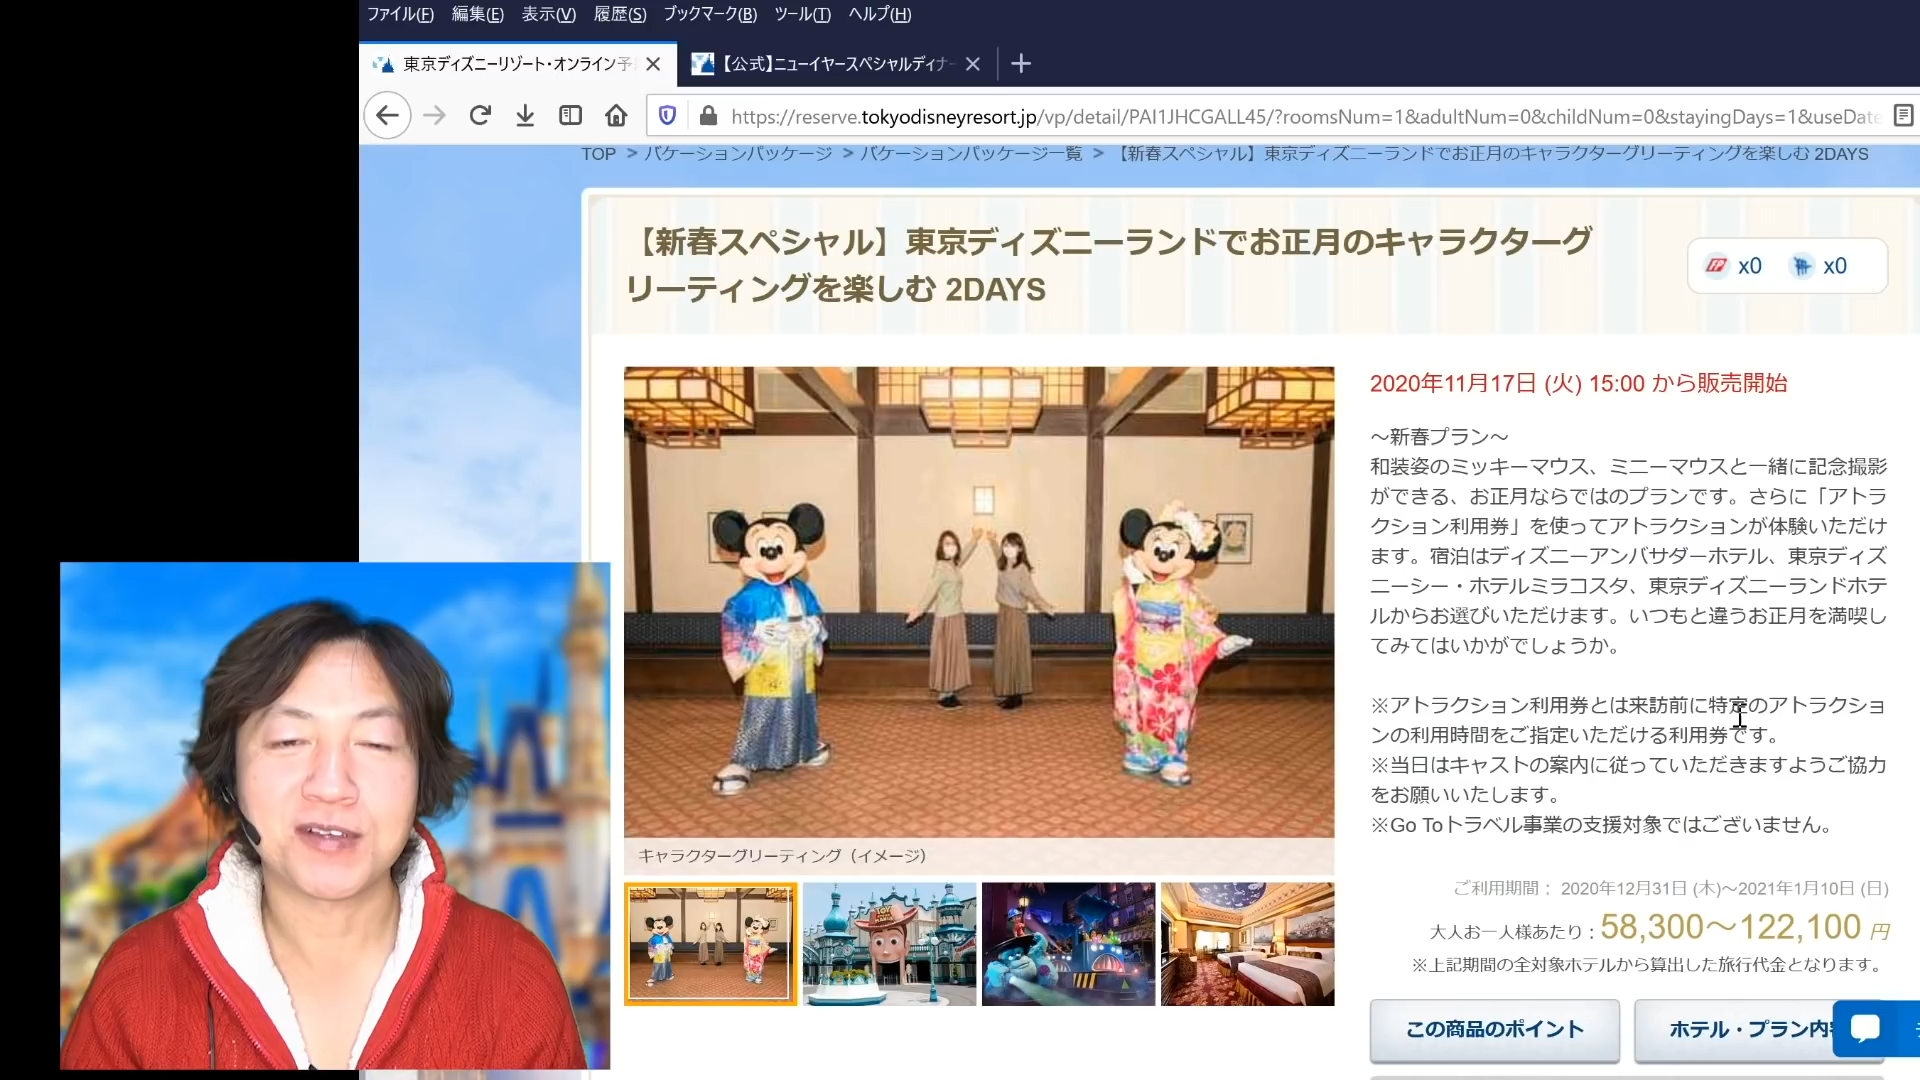 ファイル(F) 編集(E) 表示(V) 履歴(S) ブックマーク(B) ツール(T) ヘルプ(H)
東京ディズニーリゾート・オンライン予
【公式】ニューイヤースペシャルディナー
https://reserve.tokyodisneyresort.jp/vp/detail/PAI1JHCGALL45/?roomsNum=1&adultNum=0&childNum=0&stayingDays=1&useDate
TOP > バケーションパッケージ > バケーションパッケージ一覧 > 【新春スペシャル】東京ディズニーランドでお正月のキャラクターグリーティングを楽しむ 2DAYS
【新春スペシャル】東京ディズニーランドでお正月のキャラクターグ
リーティングを楽しむ 2DAYS
x0 x0
2020年11月17日 (火) 15:00 から販売開始
～新春プラン～
和装姿のミッキーマウス、ミニーマウスと一緒に記念撮影
ができる、お正月ならではのプランです。さらに「アトラ
クション利用券」を使ってアトラクションが体験いただけ
ます。宿泊はディズニーアンバサダーホテル、東京ディズ
ニーシー・ホテルミラコスタ、東京ディズニーランドホテ
ルからお選びいただけます。いつもと違うお正月を満喫し
てみてはいかがでしょうか。
※アトラクション利用券とは来訪前に特定のアトラクショ
ンの利用時間をご指定いただける利用券です。
※当日はキャストの案内に従っていただきますようご協力
をお願いいたします。
※Go Toトラベル事業の支援対象ではございません。
キャラクターグリーティング（イメージ）
ご利用期間： 2020年12月31日 (木)～2021年1月10日 (日)
大人お一人様あたり：58,300～122,100 円
※上記期間の全対象ホテルから算出した旅行代金となります。
この商品のポイント
ホテル・プラン内